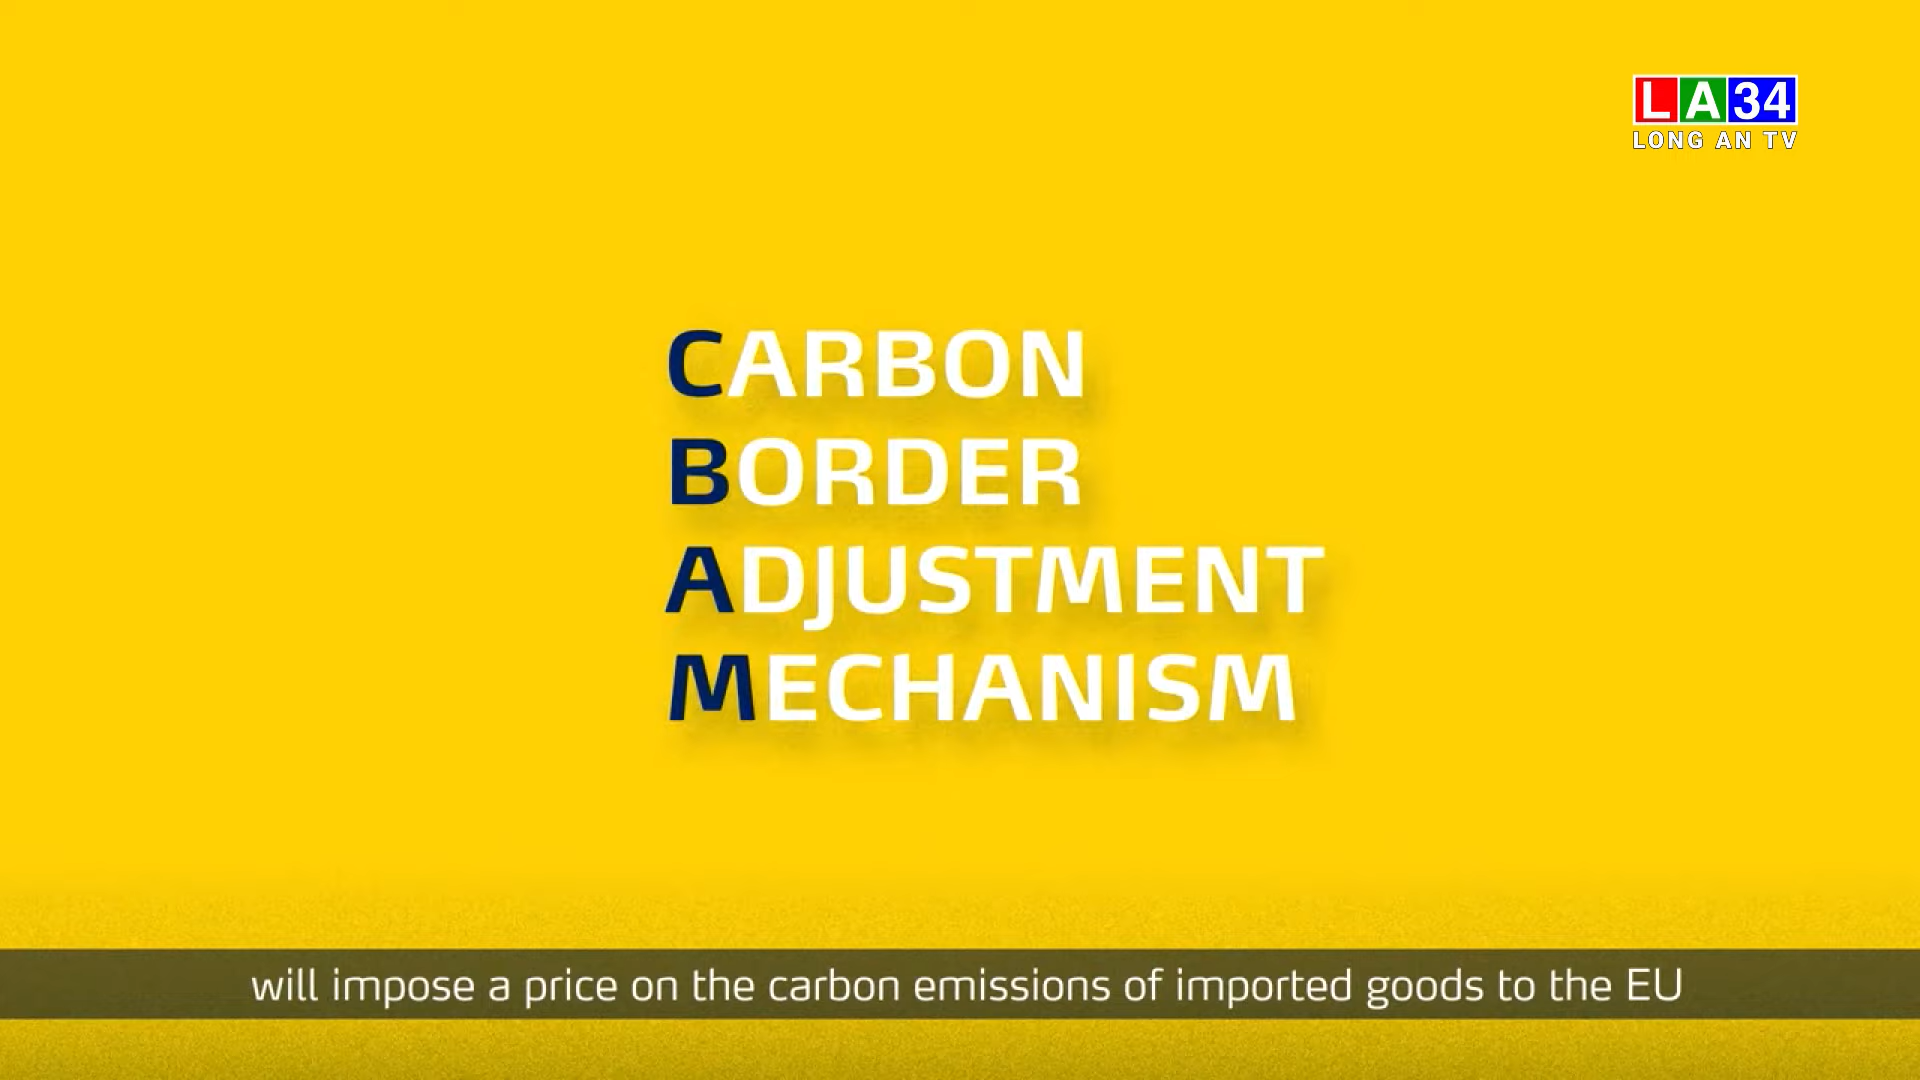 LA34
LONG AN TV
CARBON
BORDER
ADJUSTMENT
MECHANISM
will impose a price on the carbon emissions of imported goods to the EU